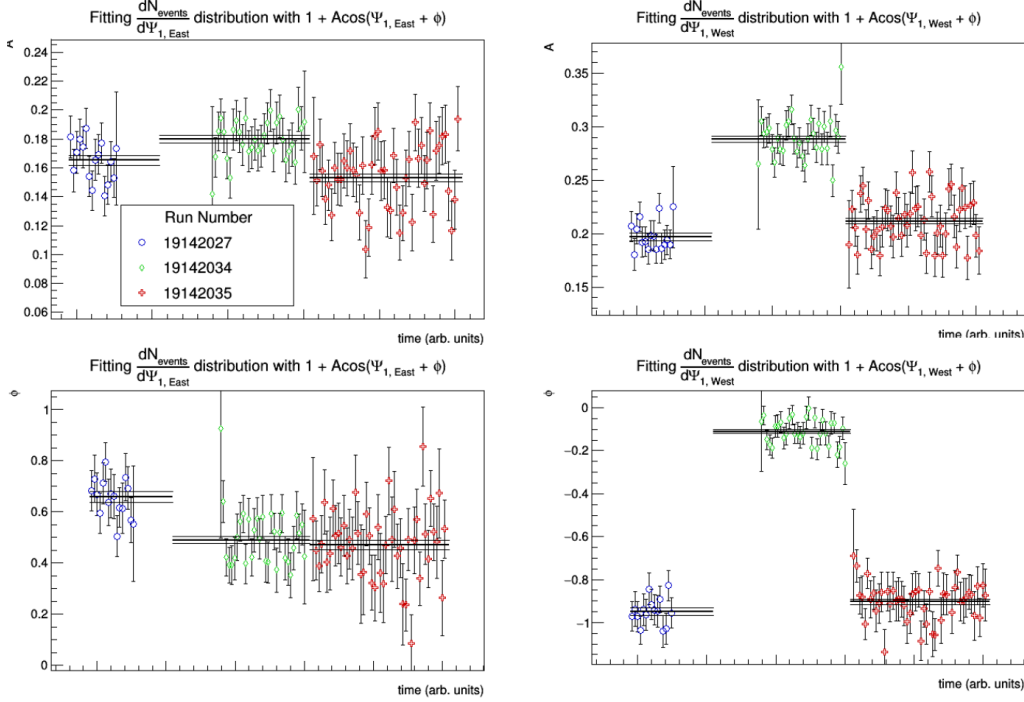 Fitting dN_events/dΨ_1, East distribution with 1 + Acos(Ψ_1, East + ϕ)
A
0.24
0.22
0.2
0.18
0.16
0.14
0.12
0.1
0.08
0.06
Run Number
19142027
19142034
19142035
time (arb. units)
Fitting dN_events/dΨ_1, West distribution with 1 + Acos(Ψ_1, West + ϕ)
A
0.35
0.3
0.25
0.2
0.15
time (arb. units)
Fitting dN_events/dΨ_1, East distribution with 1 + Acos(Ψ_1, East + ϕ)
ϕ
1
0.8
0.6
0.4
0.2
0
time (arb. units)
Fitting dN_events/dΨ_1, West distribution with 1 + Acos(Ψ_1, West + ϕ)
ϕ
0
−0.2
−0.4
−0.6
−0.8
−1
time (arb. units)